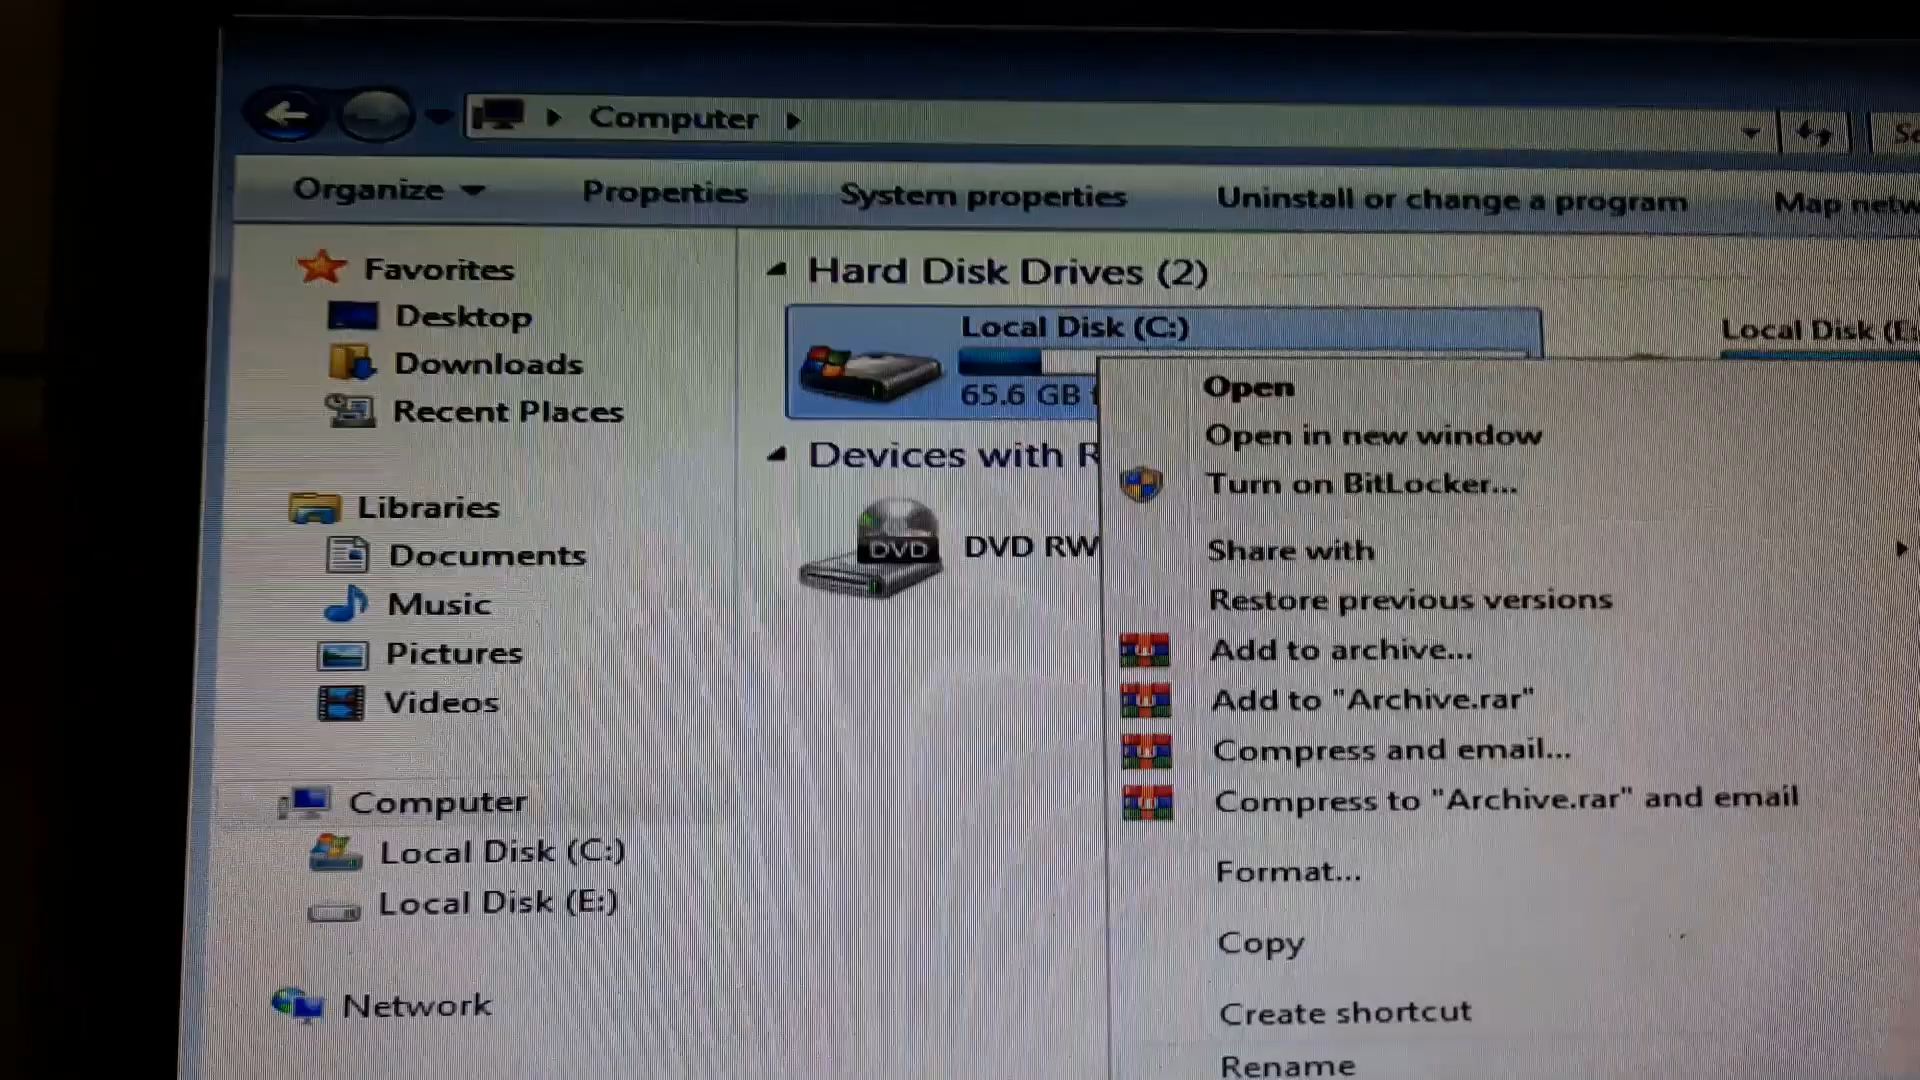 Computer
Organize
Properties
System properties
Uninstall or change a program
Map
Favorites
Desktop
Downloads
Recent Places
Libraries
Documents
Music
Pictures
Videos
Computer
Local Disk (C:)
Local Disk (E:)
Network
Hard Disk Drives (2)
Local Disk (C:)
65.6 GB
Local Disk (E:
Devices with R
DVD
DVD RW
Open
Open in new window
Turn on BitLocker...
Share with
Restore previous versions
Add to archive...
Add to "Archive.rar"
Compress and email...
Compress to "Archive.rar" and email
Format...
Copy
Create shortcut
Rename